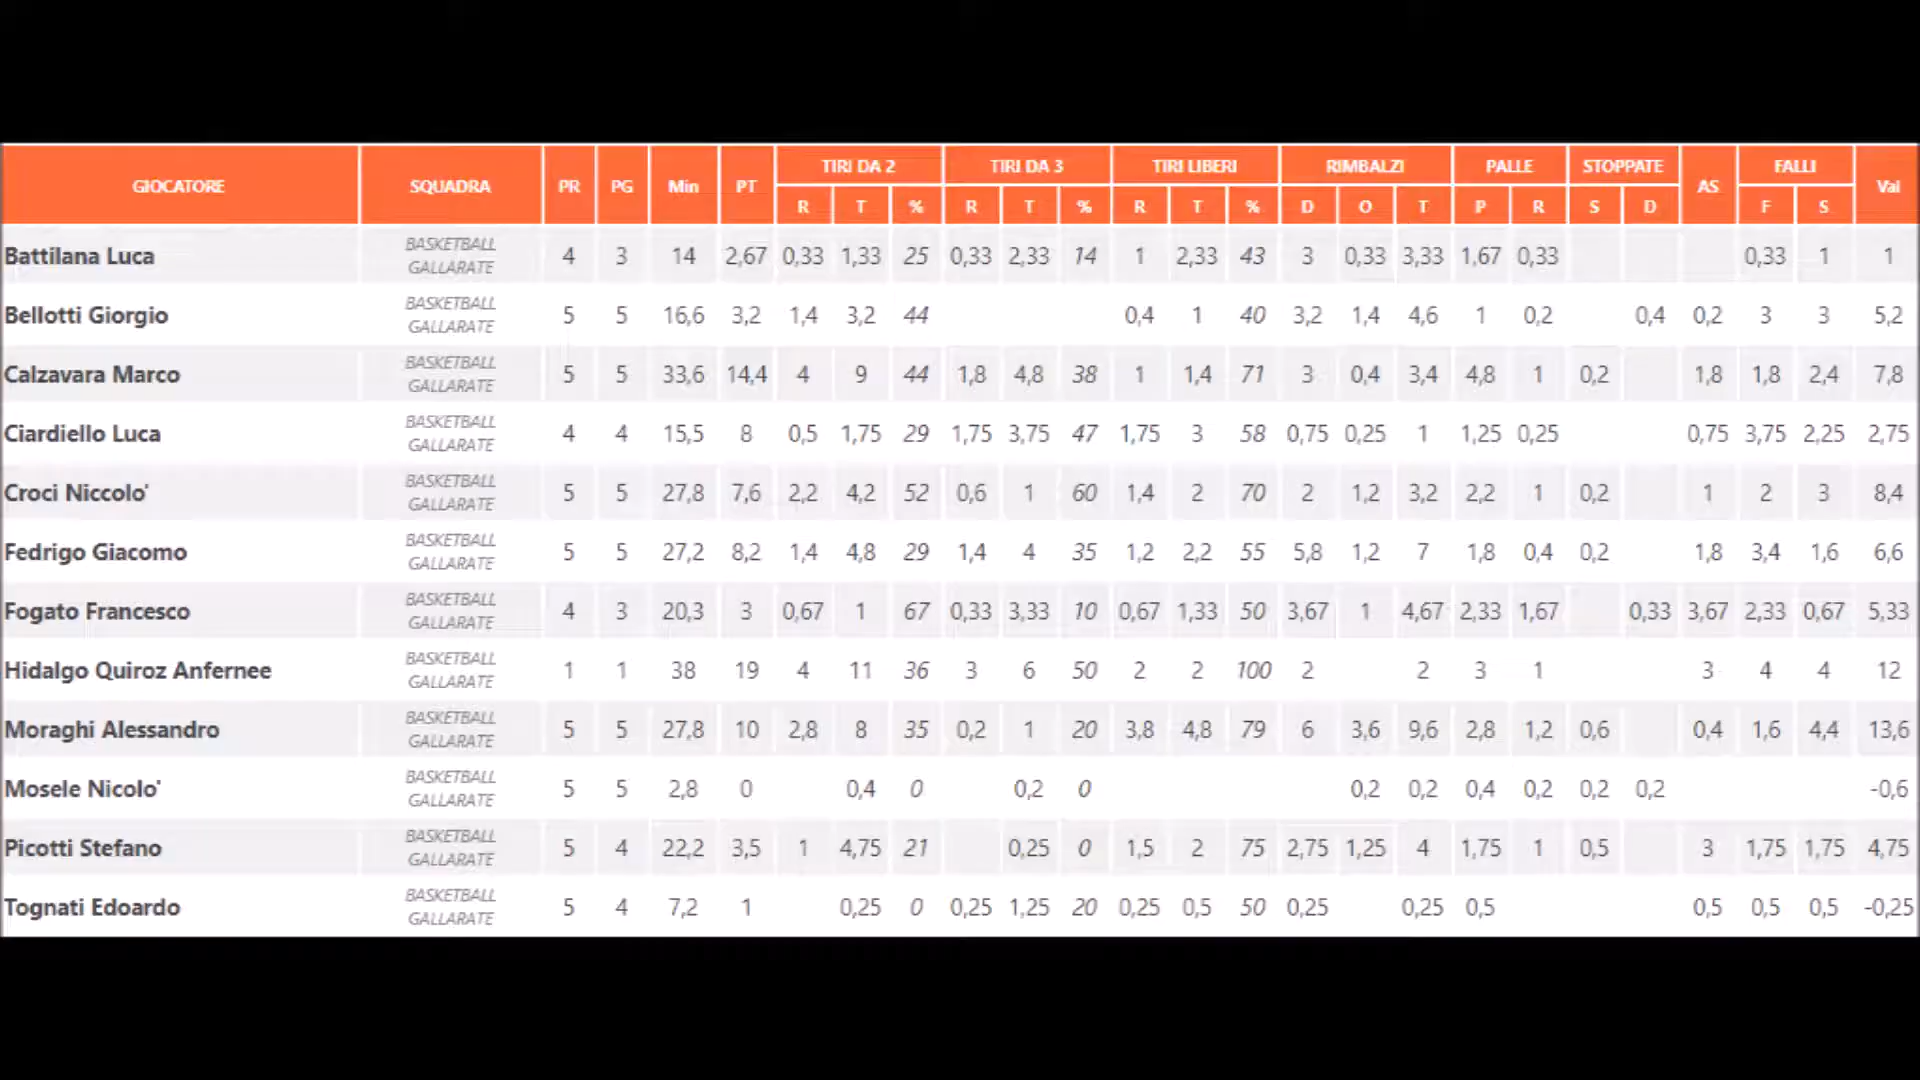 GIOCATORE SQUADRA PR PG Min PT TIRI DA 2 TIRI DA 3 TIRI LIBERI RIMBALZI PALLE STOPPATE AS FALLI Val
R T % R T % R T % D O T P R S D F S
Battilana Luca BASKETBALL GALLARATE 4 3 14 2,67 0,33 1,33 25 0,33 2,33 14 1 2,33 43 3 0,33 3,33 1,67 0,33 0,33 1 1
Bellotti Giorgio BASKETBALL GALLARATE 5 5 16,6 3,2 1,4 3,2 44 0,4 1 40 3,2 1,4 4,6 1 0,2 0,4 0,2 3 3 5,2
Calzavara Marco BASKETBALL GALLARATE 5 5 33,6 14,4 4 9 44 1,8 4,8 38 1 1,4 71 3 0,4 3,4 4,8 1 0,2 1,8 1,8 2,4 7,8
Ciardiello Luca BASKETBALL GALLARATE 4 4 15,5 8 0,5 1,75 29 1,75 3,75 47 1,75 3 58 0,75 0,25 1 1,25 0,25 0,75 3,75 2,25 2,75
Croci Niccolo' BASKETBALL GALLARATE 5 5 27,8 7,6 2,2 4,2 52 0,6 1 60 1,4 2 70 2 1,2 3,2 2,2 1 0,2 1 2 3 8,4
Fedrigo Giacomo BASKETBALL GALLARATE 5 5 27,2 8,2 1,4 4,8 29 1,4 4 35 1,2 2,2 55 5,8 1,2 7 1,8 0,4 0,2 1,8 3,4 1,6 6,6
Fogato Francesco BASKETBALL GALLARATE 4 3 20,3 3 0,67 1 67 0,33 3,33 10 0,67 1,33 50 3,67 1 4,67 2,33 1,67 0,33 3,67 2,33 0,67 5,33
Hidalgo Quiroz Anfernee BASKETBALL GALLARATE 1 1 38 19 4 11 36 3 6 50 2 2 100 2 2 3 1 3 4 4 12
Moraghi Alessandro BASKETBALL GALLARATE 5 5 27,8 10 2,8 8 35 0,2 1 20 3,8 4,8 79 6 3,6 9,6 2,8 1,2 0,6 0,4 1,6 4,4 13,6
Mosele Nicolo' BASKETBALL GALLARATE 5 5 2,8 0 0,4 0 0,2 0 0,2 0,2 0,4 0,2 0,2 0,2 -0,6
Picotti Stefano BASKETBALL GALLARATE 5 4 22,2 3,5 1 4,75 21 0,25 0 1,5 2 75 2,75 1,25 4 1,75 1 0,5 3 1,75 1,75 4,75
Tognati Edoardo BASKETBALL GALLARATE 5 4 7,2 1 0,25 0 0,25 1,25 20 0,25 0,5 50 0,25 0,25 0,5 0,5 0,5 0,5 -0,25